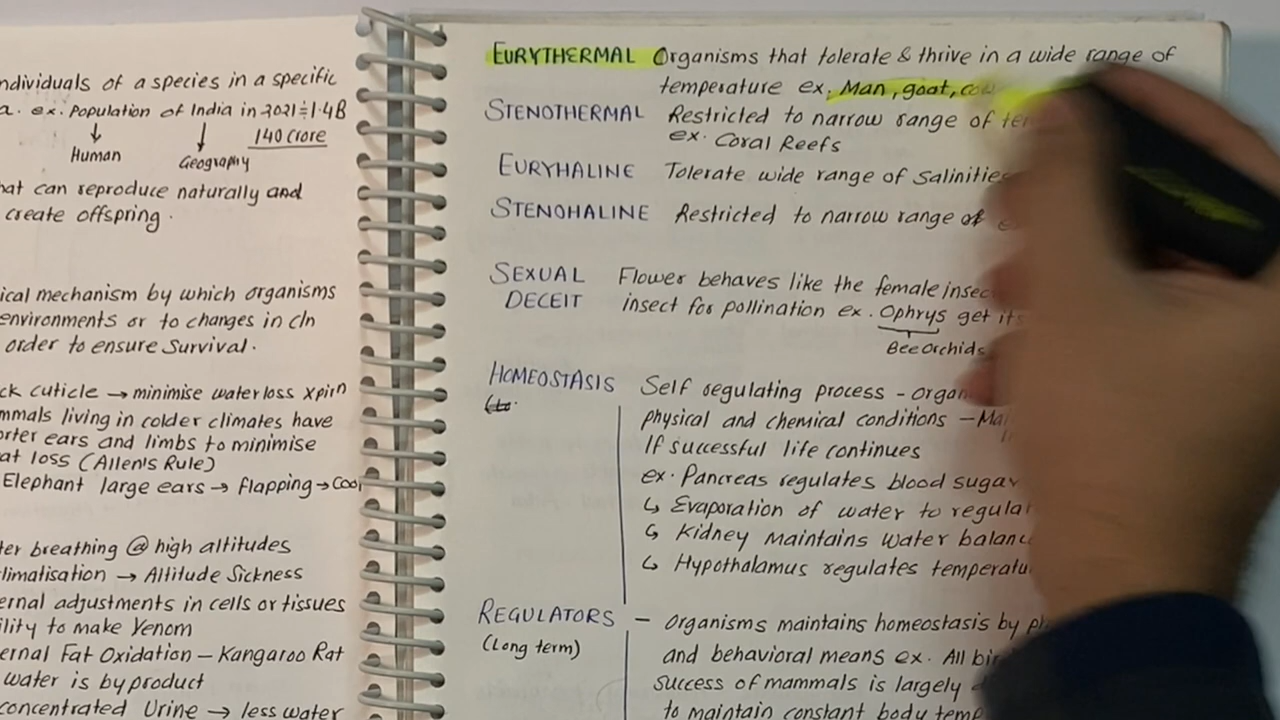 individuals of a species in a specific
a. ex. Population of India in 2021 ≑ 1.4B
Human Geography 140 crore
that can reproduce naturally and
create offspring.
ical mechanism by which organisms
environments or to changes in c/n
order to ensure Survival.
ck cuticle → minimise water loss xpin
mmals living in colder climates have
orter ears and limbs to minimise
at loss (Allen's Rule)
Elephant large ears → flapping → Cool
ter breathing @ high altitudes
limatisation → Altitude Sickness
ernal adjustments in cells or tissues
ility to make Venom
ernal Fat Oxidation – Kangaroo Rat
water is by product
concentrated Urine → less water
EURYTHERMAL Organisms that tolerate & thrive in a wide range of
temperature ex. Man, goat, cow
STENOTHERMAL Restricted to narrow range of
ex. Coral Reefs
EURYHALINE Tolerate wide range of Salinities
STENOHALINE Restricted to narrow range of
SEXUAL DECEIT Flower behaves like the female insec
insect for pollination ex. Ophrys get its
Bee orchids
HOMEOSTASIS Self regulating process – organ
physical and chemical conditions –
If successful life continues
ex. Pancreas regulates blood sugar
↳ Evaporation of water to regulat
↳ Kidney maintains water balanc
↳ Hypothalamus regulates temperatu
REGULATORS – organisms maintains homeostasis by
(Long term) and behavioral means ex. All bir
success of mammals is largely
to maintain constant body temp